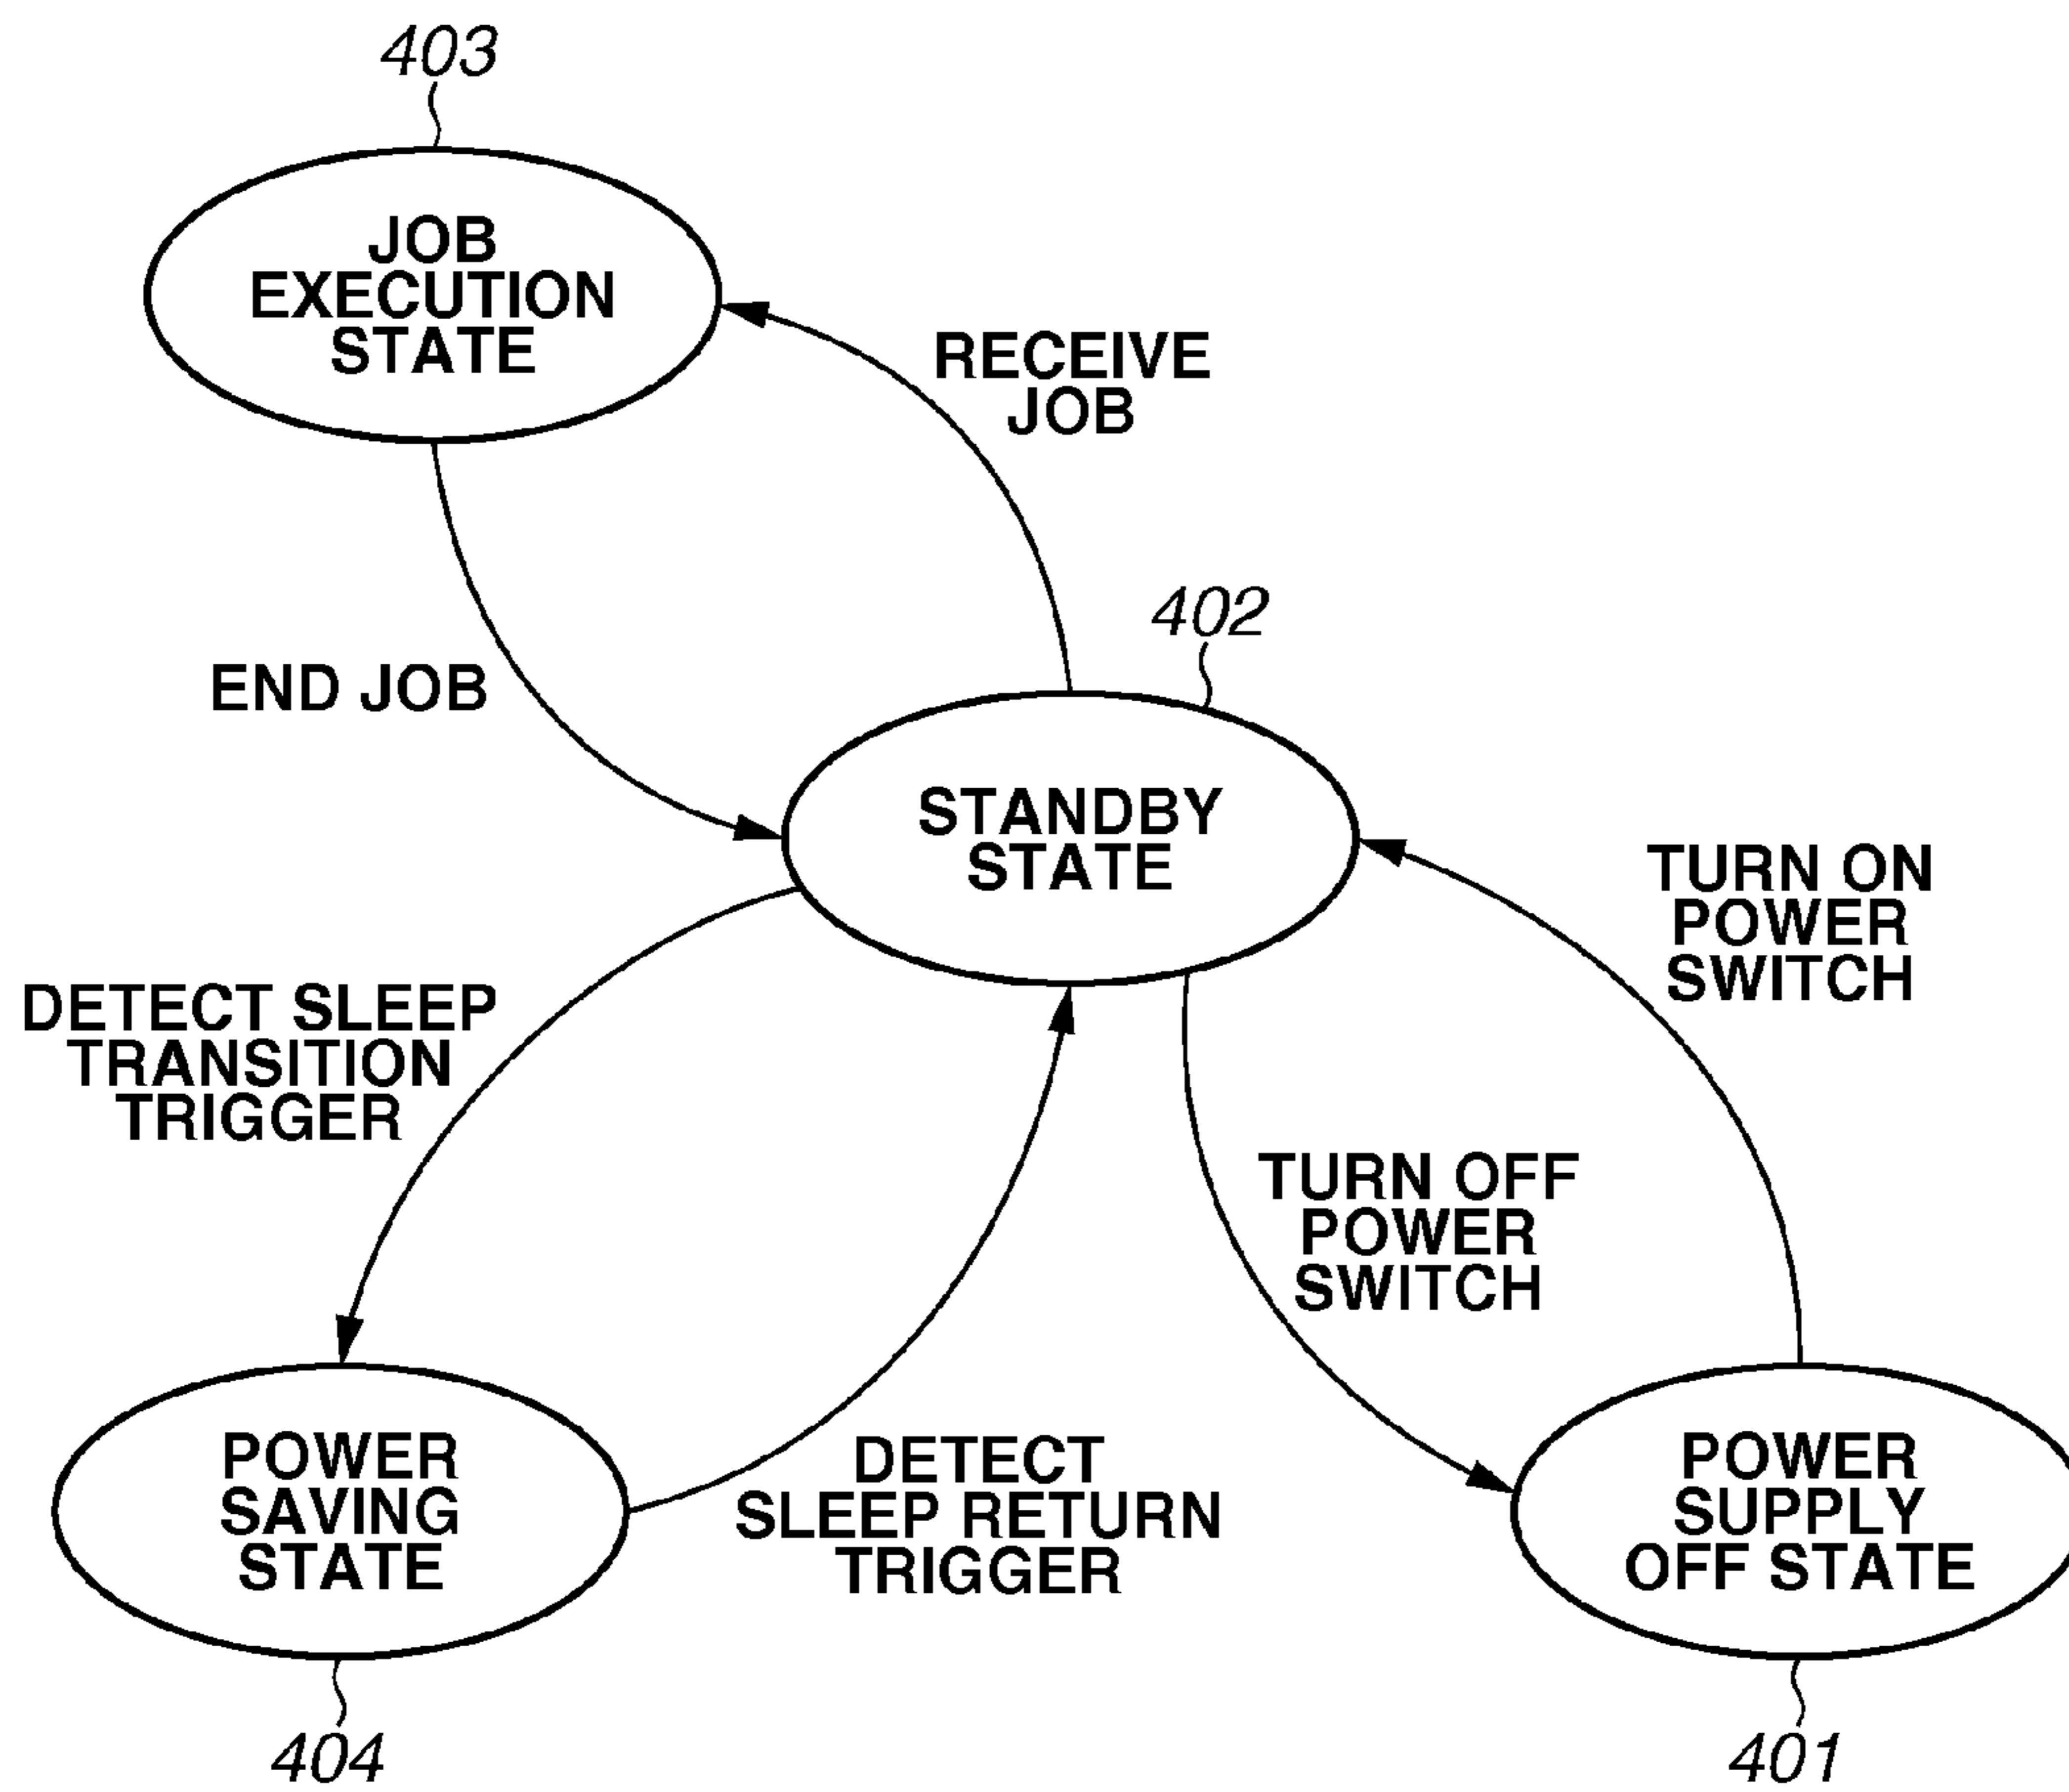 403
JOB
EXECUTION
STATE
RECEIVE
JOB
END JOB
402
STANDBY
STATE
TURN ON
POWER
SWITCH
DETECT SLEEP
TRANSITION
TRIGGER
TURN OFF
POWER
SWITCH
POWER
SAVING
STATE
DETECT
SLEEP RETURN
TRIGGER
POWER
SUPPLY
OFF STATE
404
401